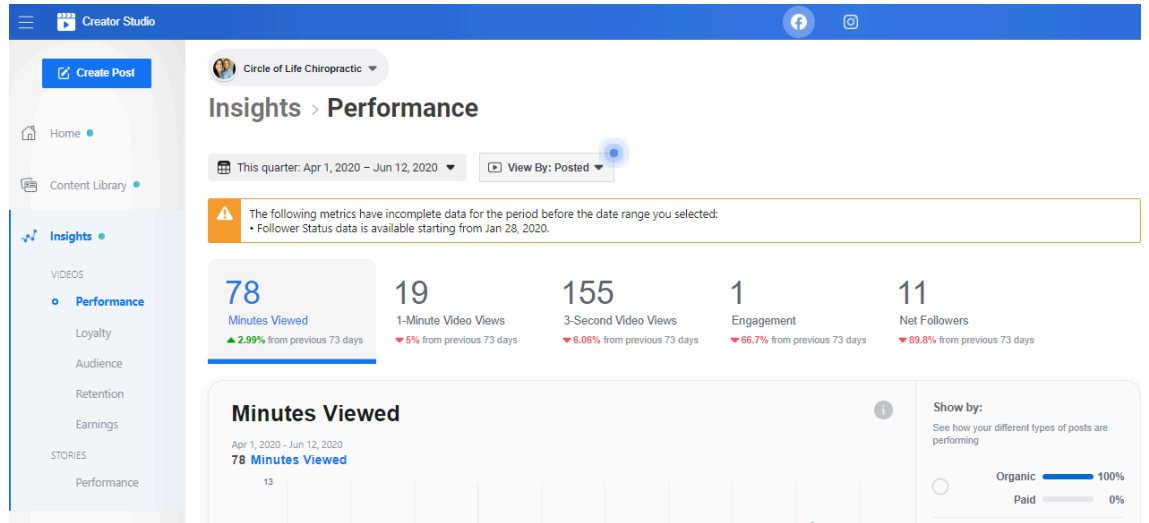 Creator Studio
Create Post
Home
Content Library
Insights
VIDEOS
Performance
Loyalty
Audience
Retention
Earnings
STORIES
Performance
Circle of Life Chiropractic
Insights > Performance
This quarter: Apr 1, 2020 – Jun 12, 2020
View By: Posted
The following metrics have incomplete data for the period before the date range you selected:
• Follower Status data is available starting from Jan 28, 2020.
78
Minutes Viewed
2.99% from previous 73 days
19
1-Minute Video Views
5% from previous 73 days
155
3-Second Video Views
6.06% from previous 73 days
1
Engagement
66.7% from previous 73 days
11
Net Followers
89.8% from previous 73 days
Minutes Viewed
Apr 1, 2020 - Jun 12, 2020
78 Minutes Viewed
13
Show by:
See how your different types of posts are
performing
Organic 100%
Paid 0%